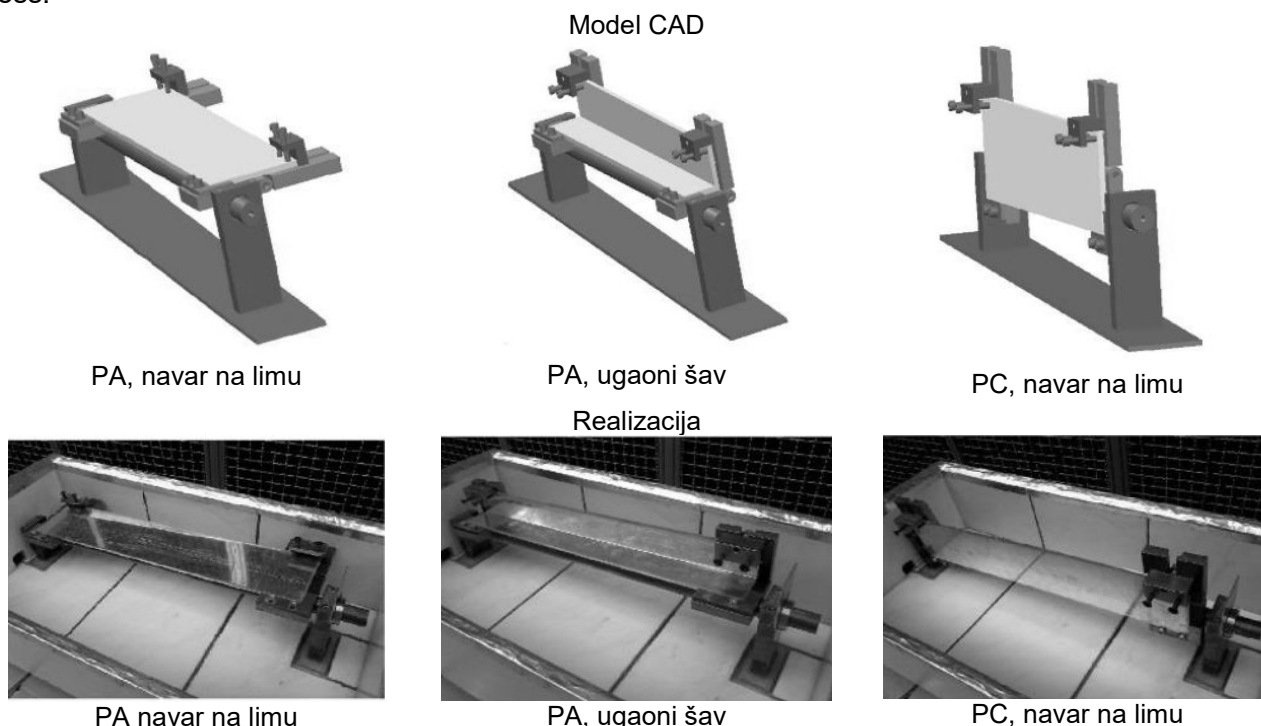 Model CAD
PA, navar na limu
PA, ugaoni šav
PC, navar na limu
Realizacija
PA navar na limu
PA, ugaoni šav
PC, navar na limu